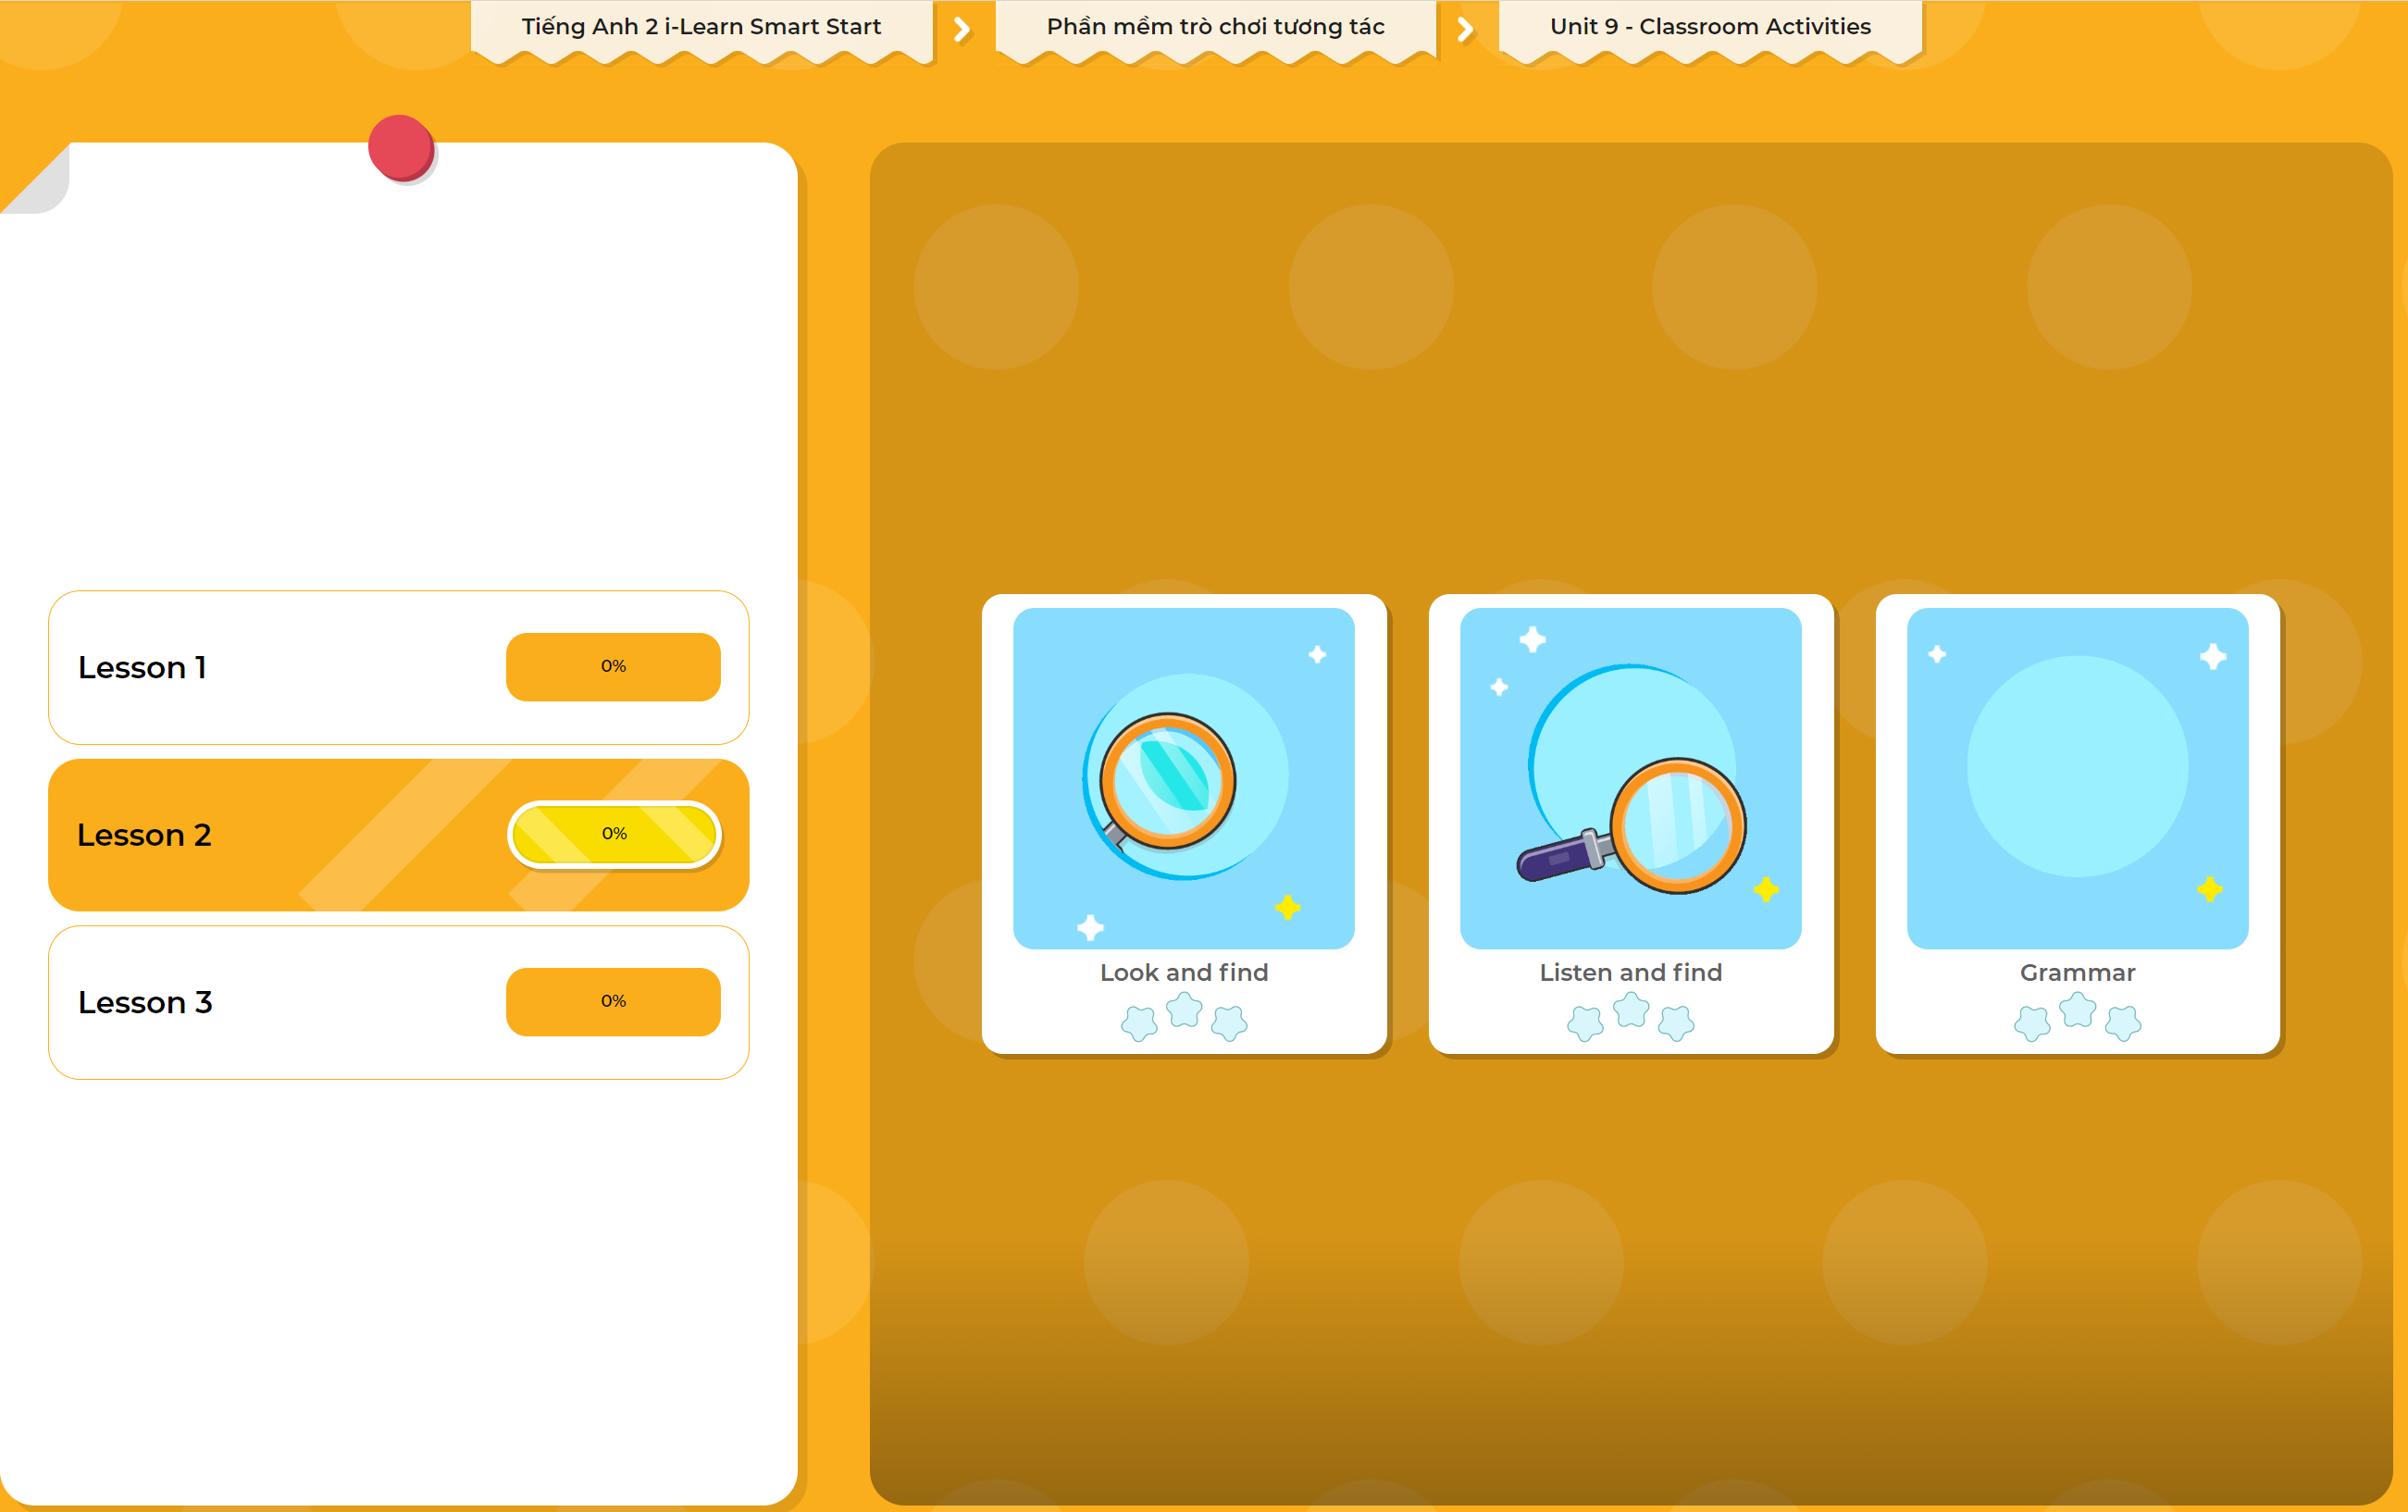 Tiếng Anh 2 i-Learn Smart Start
Phần mềm trò chơi tương tác
Unit 9 - Classroom Activities
Lesson 1
0%
Lesson 2
0%
Lesson 3
0%
Look and find
Listen and find
Grammar